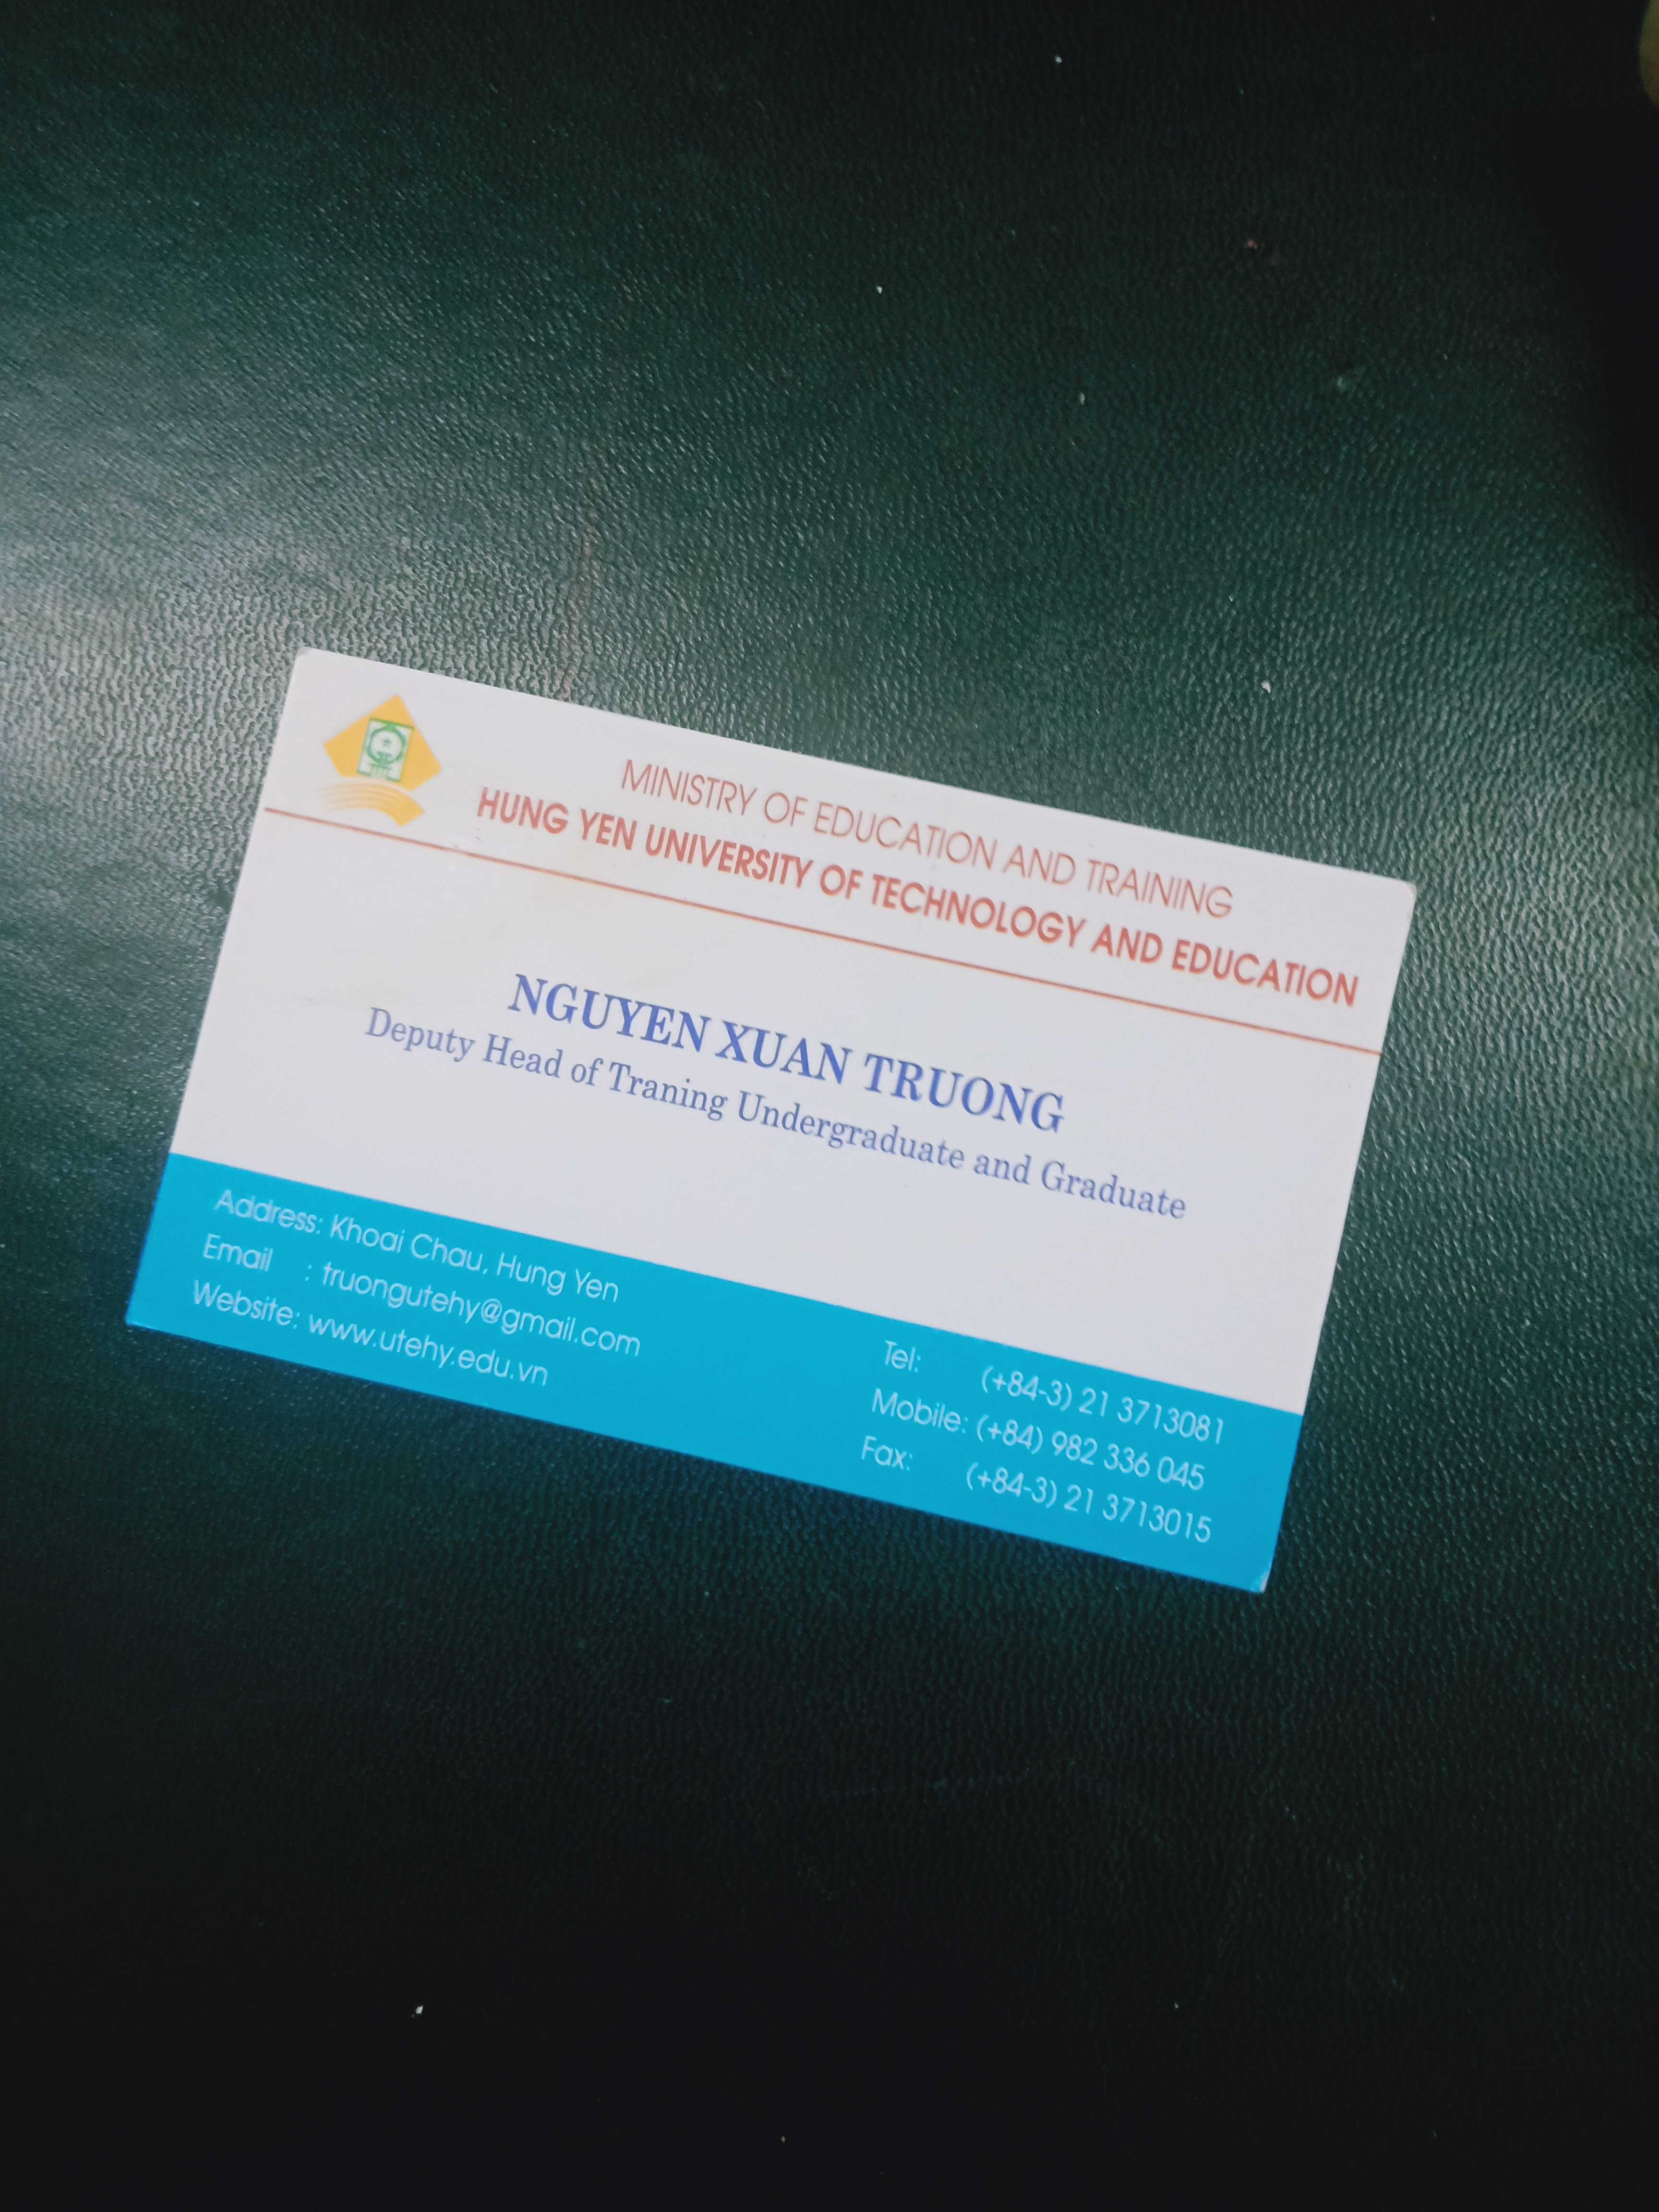 MINISTRY OF EDUCATION AND TRAINING
HUNG YEN UNIVERSITY OF TECHNOLOGY AND EDUCATION
NGUYEN XUAN TRUONG
Deputy Head of Traning Undergraduate and Graduate
Address: Khoai Chau, Hung Yen
Email : truongutehy@gmail.com
Website: www.utehy.edu.vn
Tel: (+84-3) 21 3713081
Mobile: (+84) 982 336 045
Fax: (+84-3) 21 3713015